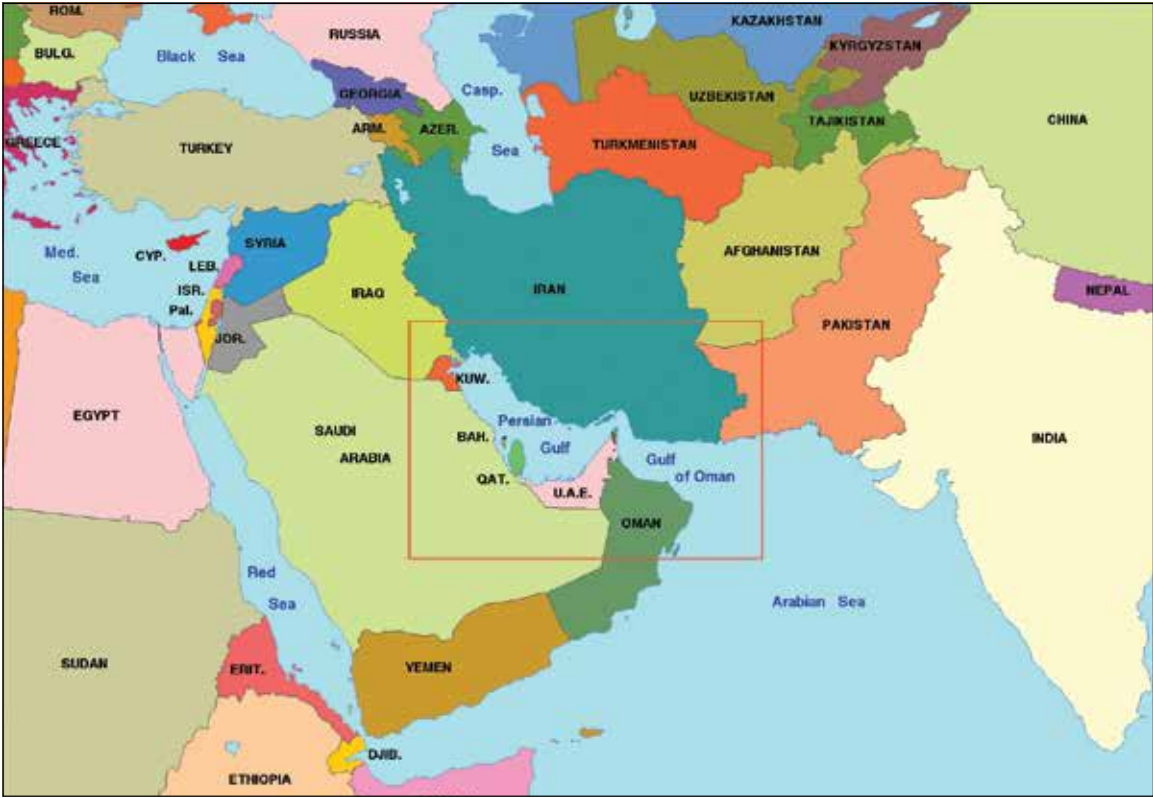 ROM.
RUSSIA
KAZAKHSTAN
BULG.
Black Sea
KYRGYZSTAN
GEORGIA
Casp.
Sea
UZBEKISTAN
ARM.
AZER.
TAJIKISTAN
CHINA
GREECE
TURKEY
TURKMENISTAN
Med.
Sea
CYP.
SYRIA
AFGHANISTAN
LEB.
ISR.
Pal.
IRAQ
IRAN
NEPAL
JOR.
PAKISTAN
KUW.
EGYPT
SAUDI
ARABIA
Persian
Gulf
BAH.
INDIA
Gulf
of Oman
QAT.
U.A.E.
OMAN
Red
Sea
Arabian Sea
SUDAN
ERIT.
YEMEN
DJIB.
ETHIOPIA